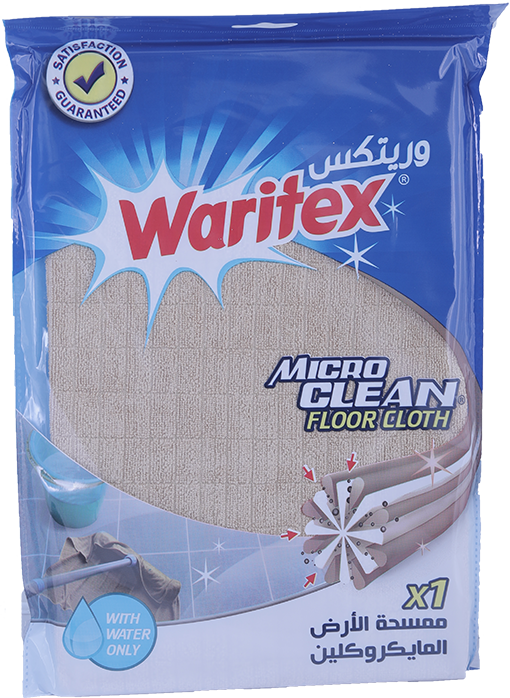 SATISFACTION
GUARANTEED
وريتكس
Waritex®
MICRO
CLEAN®
FLOOR CLOTH
x1
ممسحة الأرض
المايكروكلين
WITH
WATER
ONLY